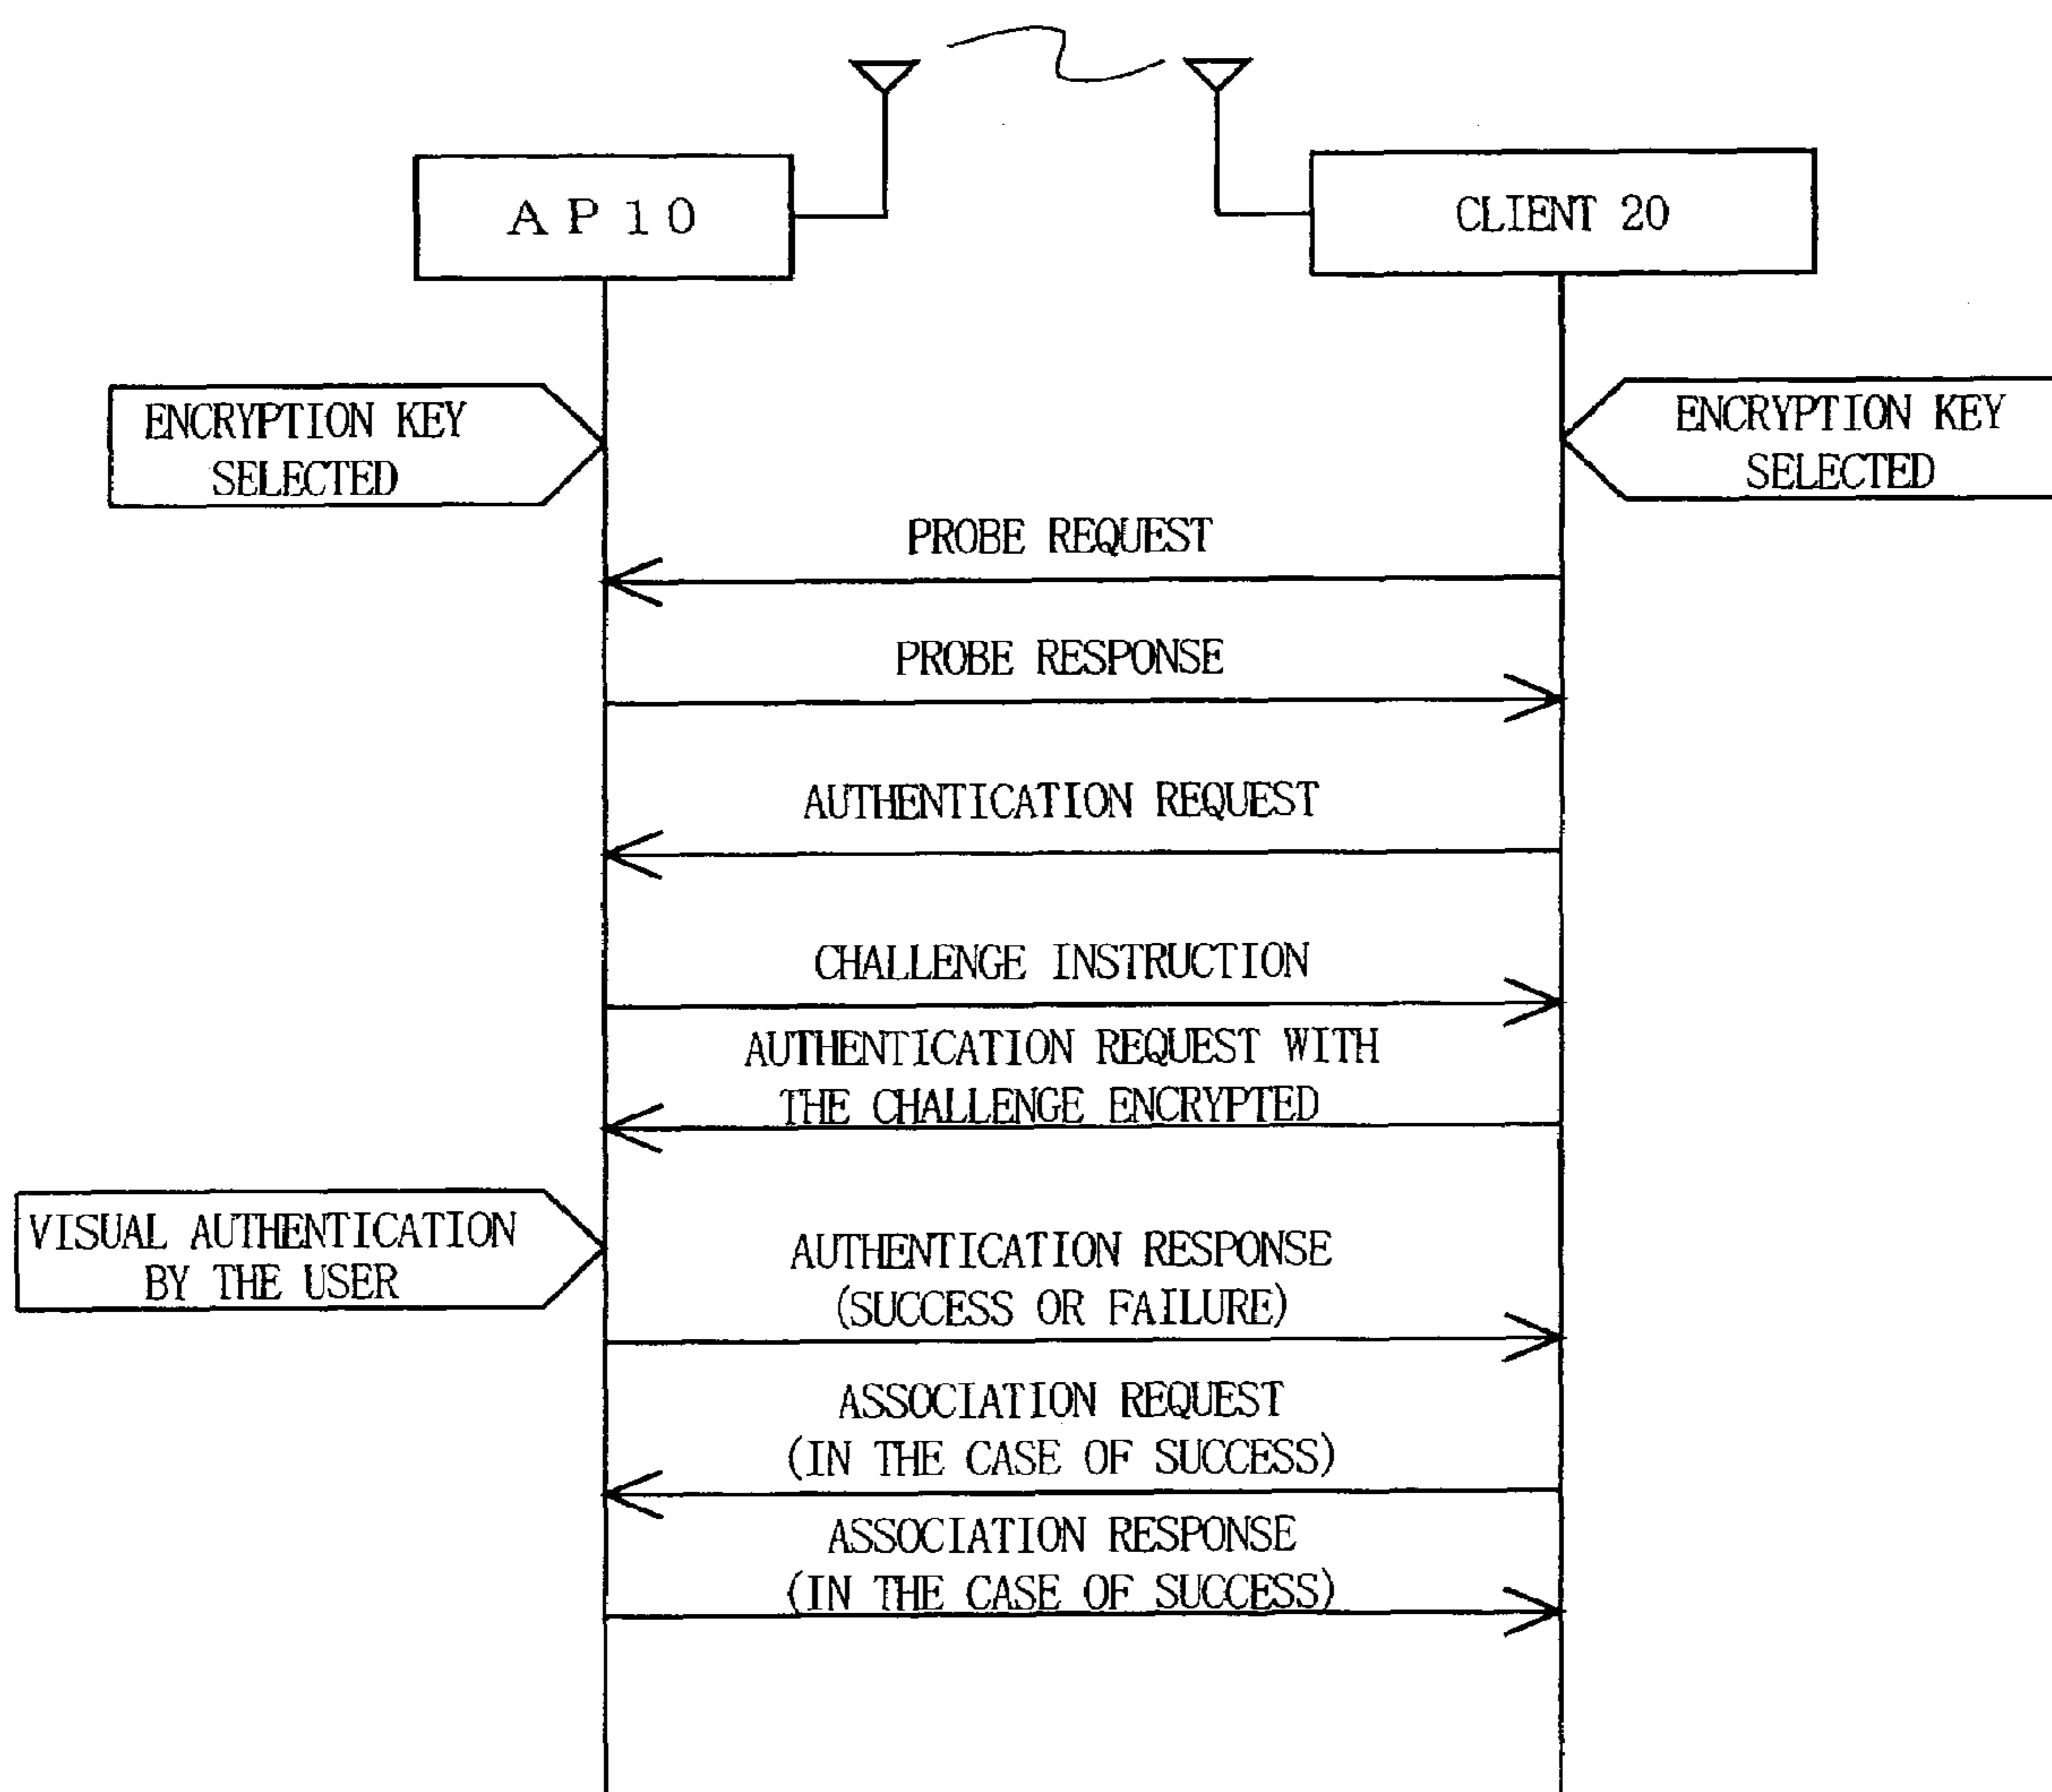 AP10
CLIENT 20
ENCRYPTION KEY
SELECTED
ENCRYPTION KEY
SELECTED
PROBE REQUEST
PROBE RESPONSE
AUTHENTICATION REQUEST
CHALLENGE INSTRUCTION
AUTHENTICATION REQUEST WITH
THE CHALLENGE ENCRYPTED
VISUAL AUTHENTICATION
BY THE USER
AUTHENTICATION RESPONSE
(SUCCESS OR FAILURE)
ASSOCIATION REQUEST
(IN THE CASE OF SUCCESS)
ASSOCIATION RESPONSE
(IN THE CASE OF SUCCESS)